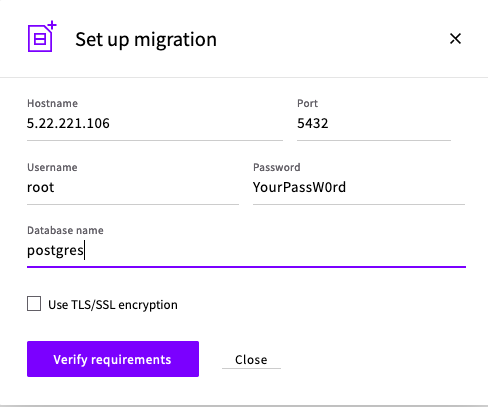 Set up migration
Hostname Port
5.22.221.106 5432
Username Password
root YourPassW0rd
Database name
postgres
Use TLS/SSL encryption
Verify requirements Close